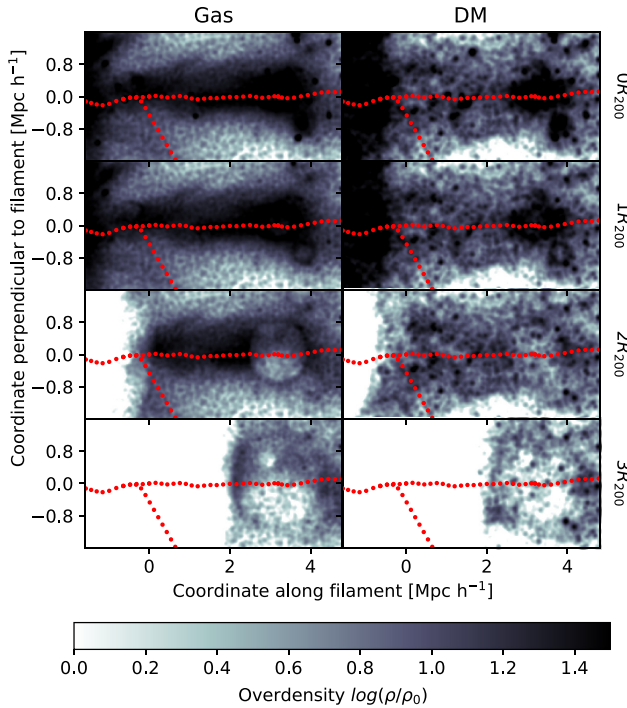 Gas DM
0.8
0.0
−0.8
0R200
0.8
0.0
−0.8
1R200
0.8
0.0
−0.8
2R200
0.8
0.0
−0.8
3R200
Coordinate perpendicular to filament [Mpc h−1]
0 2 4 0 2 4
Coordinate along filament [Mpc h−1]
0.0 0.2 0.4 0.6 0.8 1.0 1.2 1.4
Overdensity log(ρ/ρ0)